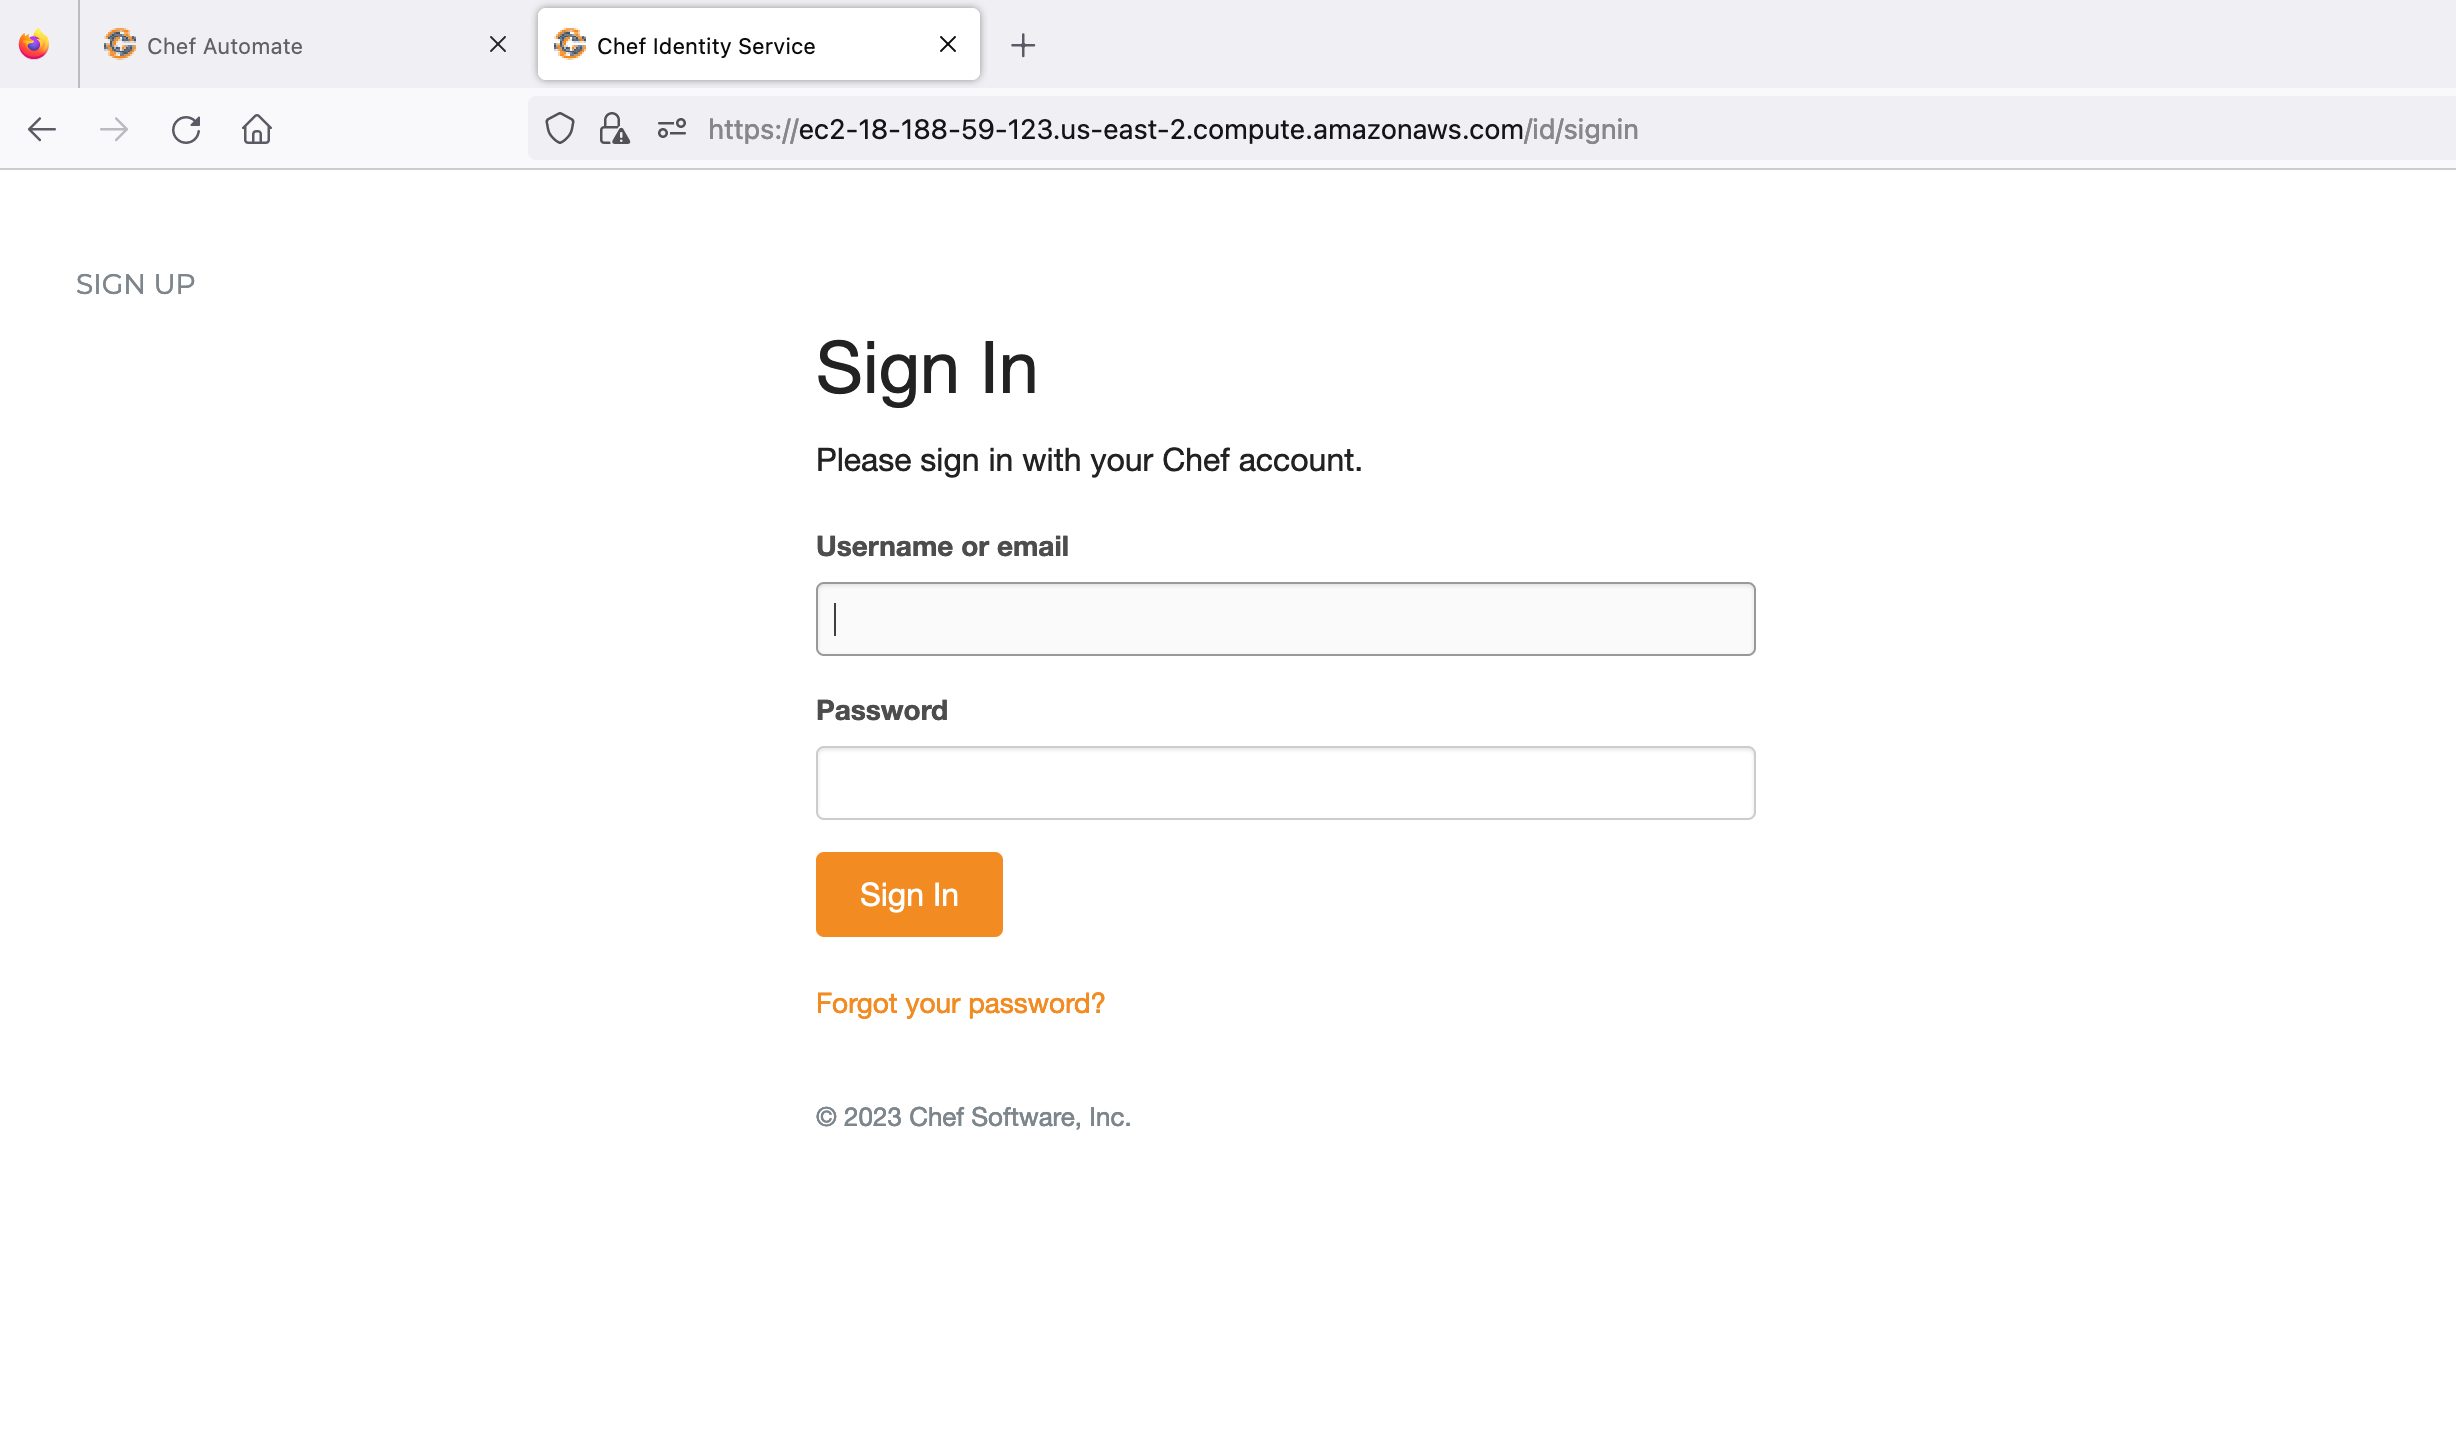 Chef Automate
Chef Identity Service
https://ec2-18-188-59-123.us-east-2.compute.amazonaws.com/id/signin
SIGN UP
Sign In
Please sign in with your Chef account.
Username or email
Password
Sign In
Forgot your password?
© 2023 Chef Software, Inc.